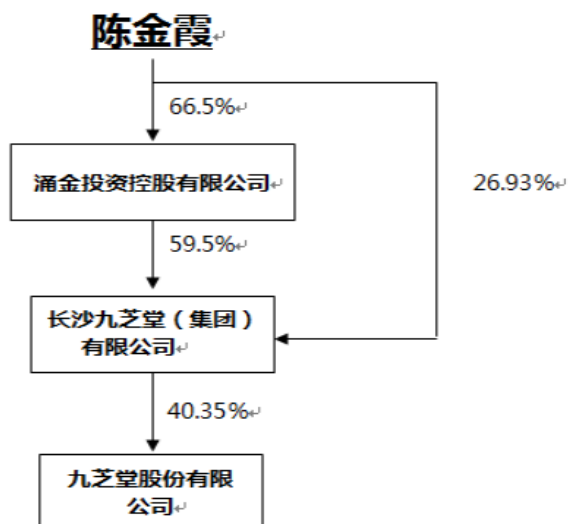 陈金霞
66.5%
涌金投资控股有限公司
26.93%
59.5%
长沙九芝堂（集团）
有限公司
40.35%
九芝堂股份有限
公司